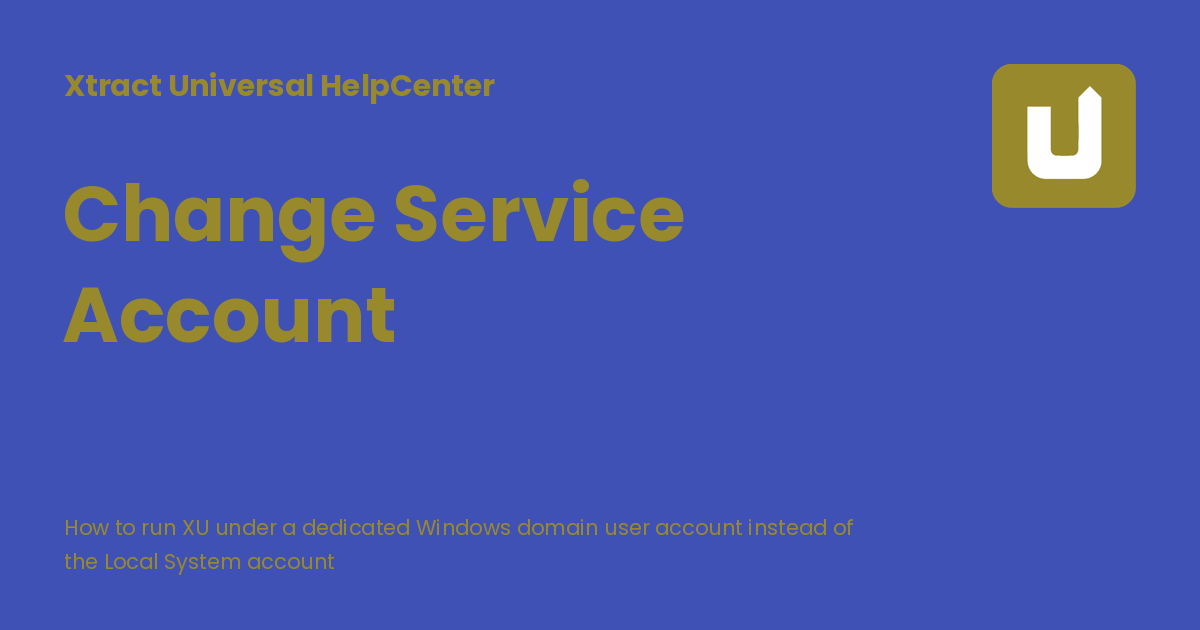 Xtract Universal HelpCenter
Change Service
Account
How to run XU under a dedicated Windows domain user account instead of
the Local System account